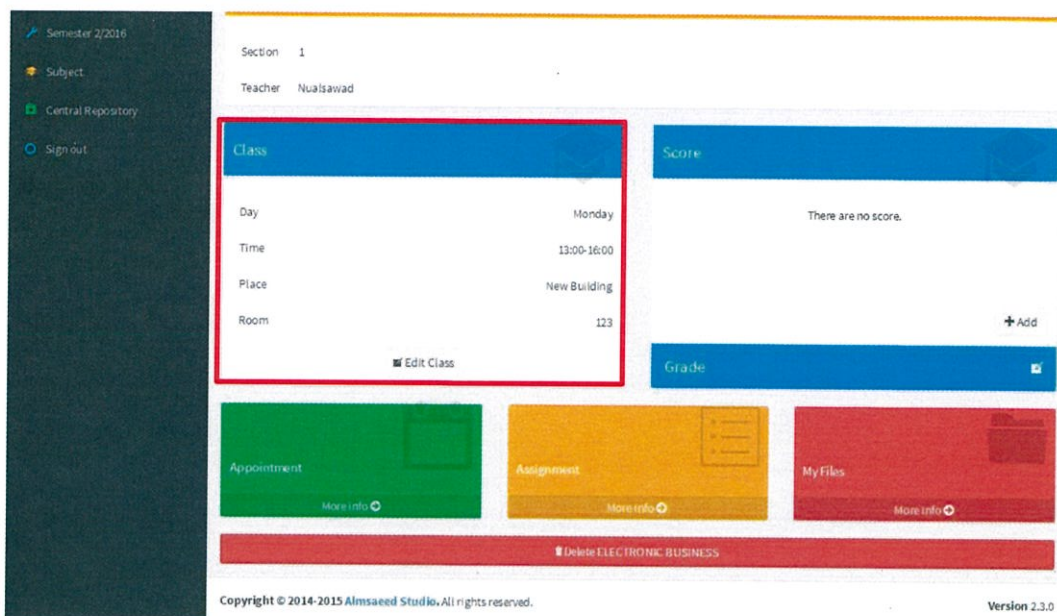 Semester 2/2016
Subject
Central Repository
Sign out
Section 1
Teacher Nualsawad
Class
Day Monday
Time 13:00-16:00
Place New Building
Room 123
Edit Class
Score
There are no score.
Add
Grade
Appointment
More info
Assignment
More info
My Files
More info
Delete ELECTRONIC BUSINESS
Copyright © 2014-2015 Almsaeed Studio. All rights reserved.
Version 2.3.0